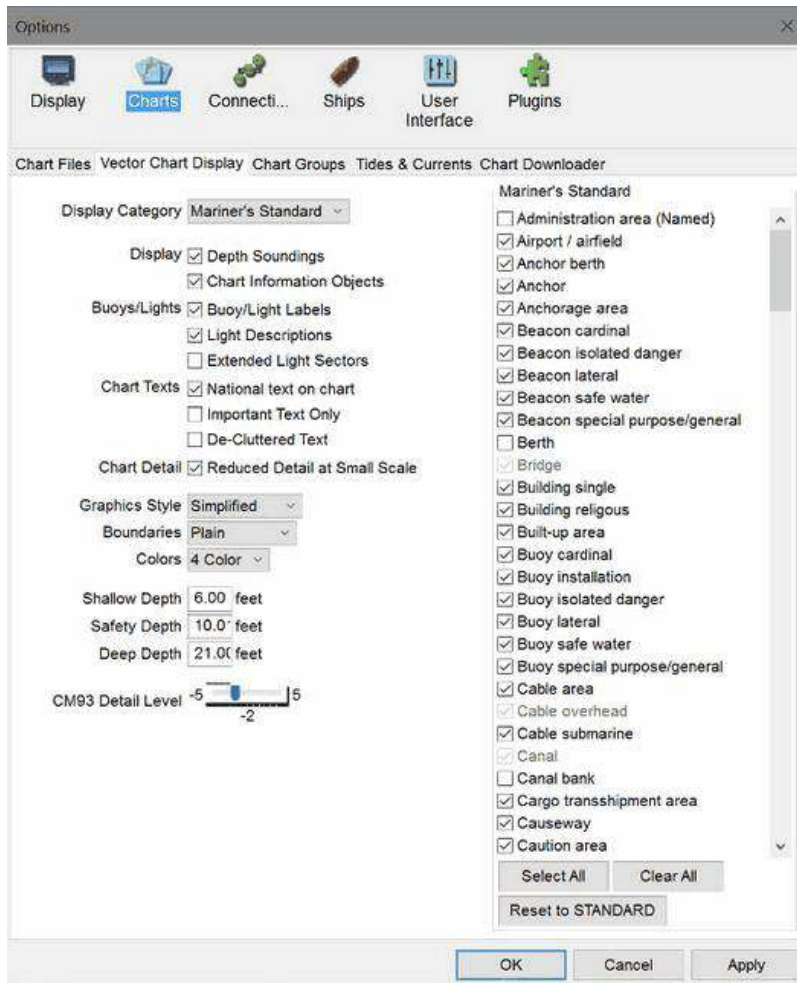 Options
Display Charts Connecti... Ships User Interface Plugins
Chart Files Vector Chart Display Chart Groups Tides & Currents Chart Downloader
Display Category Mariner's Standard
Display Depth Soundings
Chart Information Objects
Buoys/Lights Buoy/Light Labels
Light Descriptions
Extended Light Sectors
Chart Texts National text on chart
Important Text Only
De-Cluttered Text
Chart Detail Reduced Detail at Small Scale
Graphics Style Simplified
Boundaries Plain
Colors 4 Color
Shallow Depth 6.00 feet
Safety Depth 10.0 feet
Deep Depth 21.0 feet
CM93 Detail Level -5 5
-2
Mariner's Standard
Administration area (Named)
Airport / airfield
Anchor berth
Anchor
Anchorage area
Beacon cardinal
Beacon isolated danger
Beacon lateral
Beacon safe water
Beacon special purpose/general
Berth
Bridge
Building single
Building religous
Built-up area
Buoy cardinal
Buoy installation
Buoy isolated danger
Buoy lateral
Buoy safe water
Buoy special purpose/general
Cable area
Cable overhead
Cable submarine
Canal
Canal bank
Cargo transshipment area
Causeway
Caution area
Select All Clear All
Reset to STANDARD
OK Cancel Apply